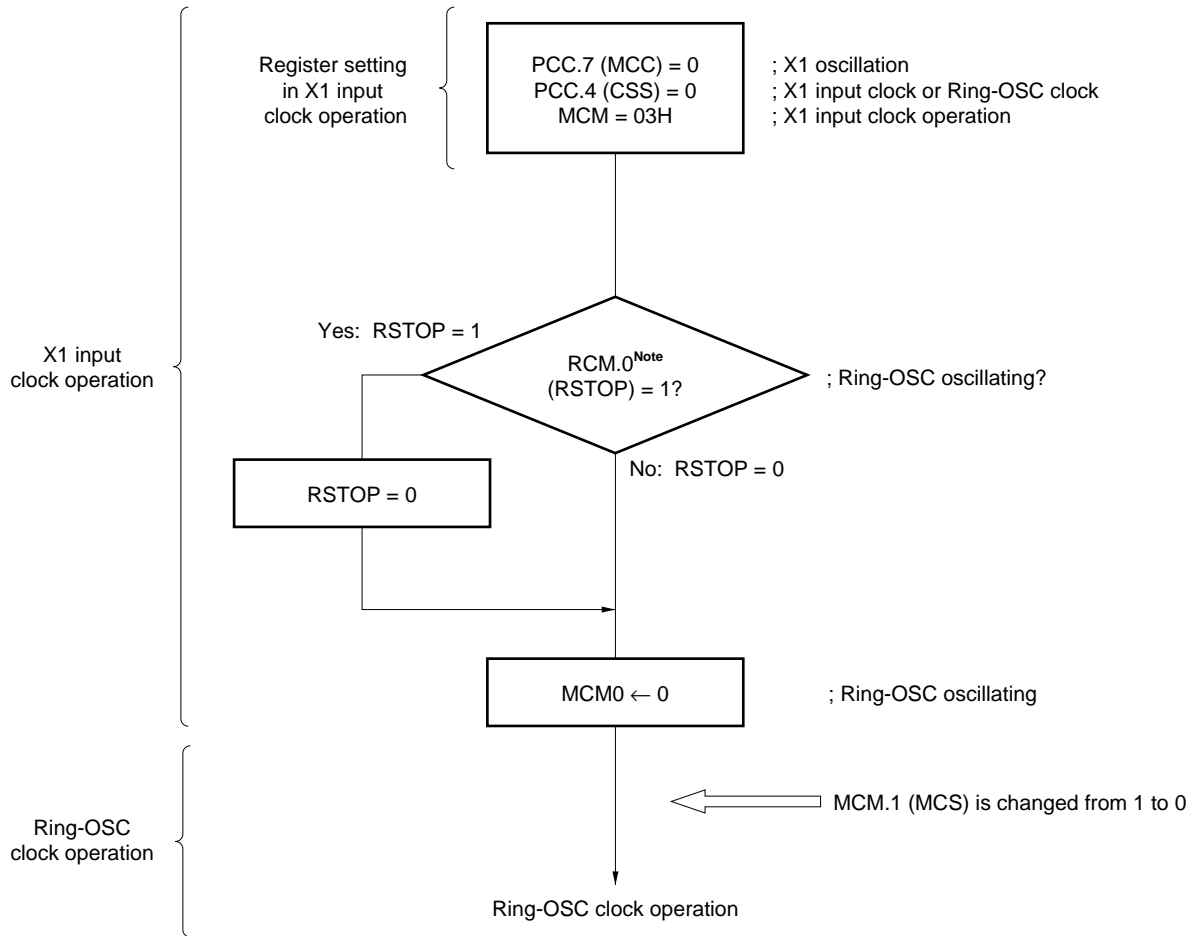 Register setting
in X1 input
clock operation
PCC.7 (MCC) = 0
PCC.4 (CSS) = 0
MCM = 03H
; X1 oscillation
; X1 input clock or Ring-OSC clock
; X1 input clock operation
X1 input
clock operation
Yes: RSTOP = 1
RCM.0Note
(RSTOP) = 1?
; Ring-OSC oscillating?
No: RSTOP = 0
RSTOP = 0
MCM0 ← 0
; Ring-OSC oscillating
Ring-OSC
clock operation
MCM.1 (MCS) is changed from 1 to 0
Ring-OSC clock operation